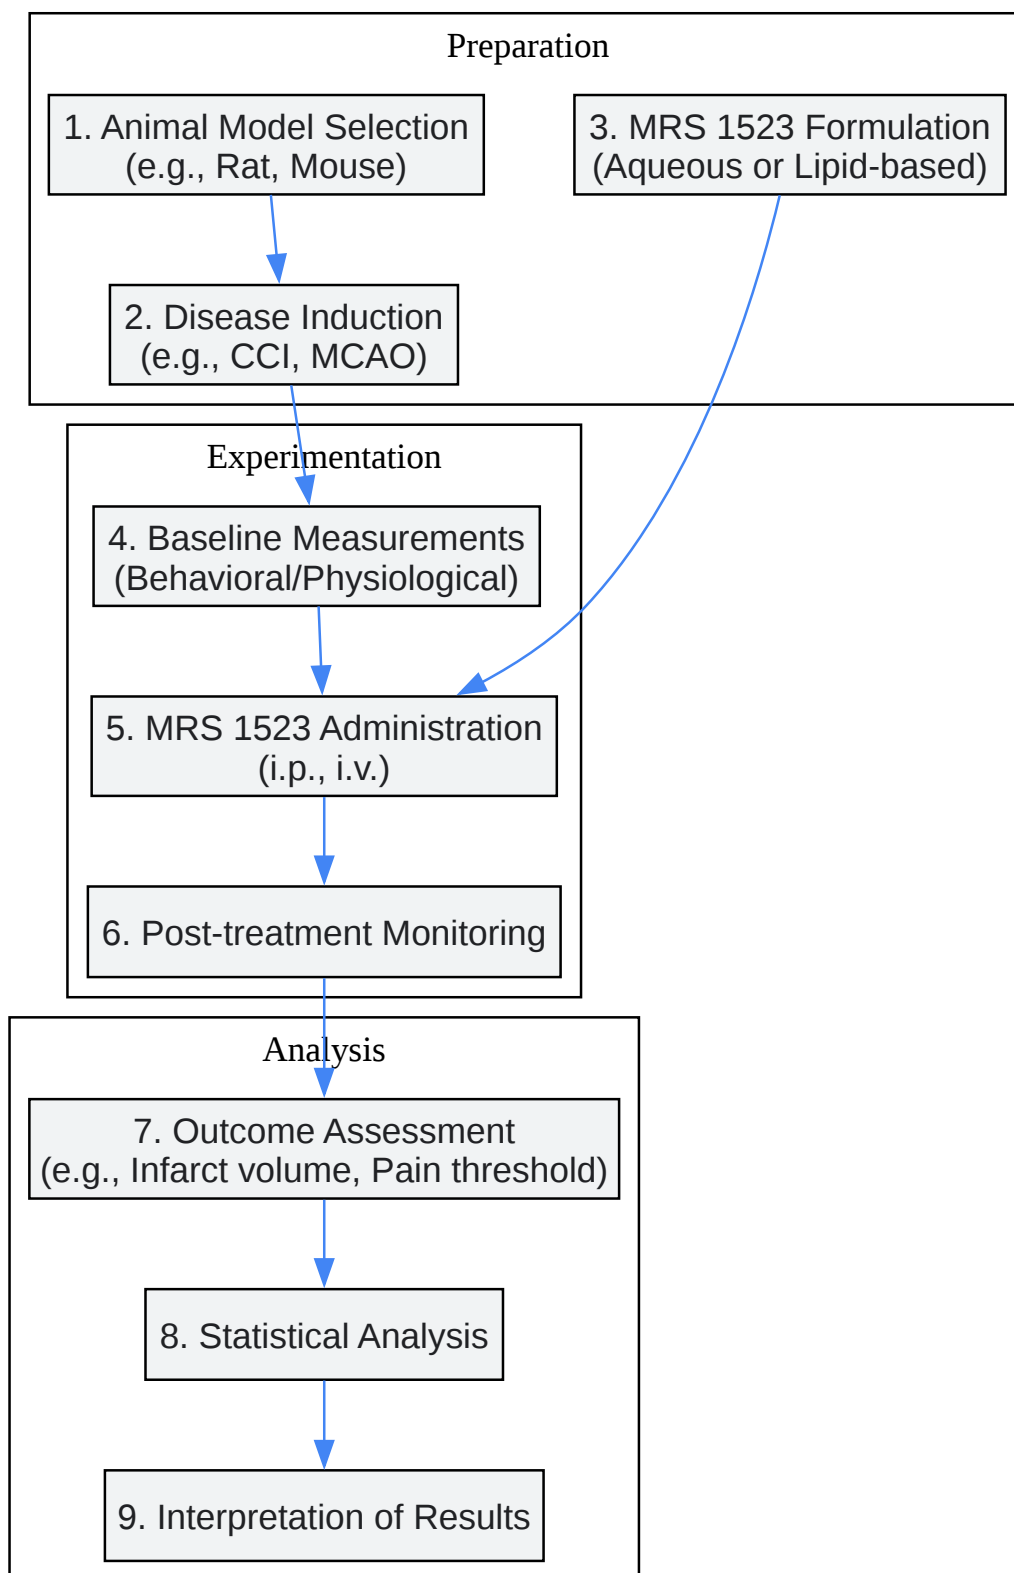 Preparation
1. Animal Model Selection
(e.g., Rat, Mouse)
3. MRS 1523 Formulation
(Aqueous or Lipid-based)
2. Disease Induction
(e.g., CCI, MCAO)
Experimentation
4. Baseline Measurements
(Behavioral/Physiological)
5. MRS 1523 Administration
(i.p., i.v.)
6. Post-treatment Monitoring
Analysis
7. Outcome Assessment
(e.g., Infarct volume, Pain threshold)
8. Statistical Analysis
9. Interpretation of Results